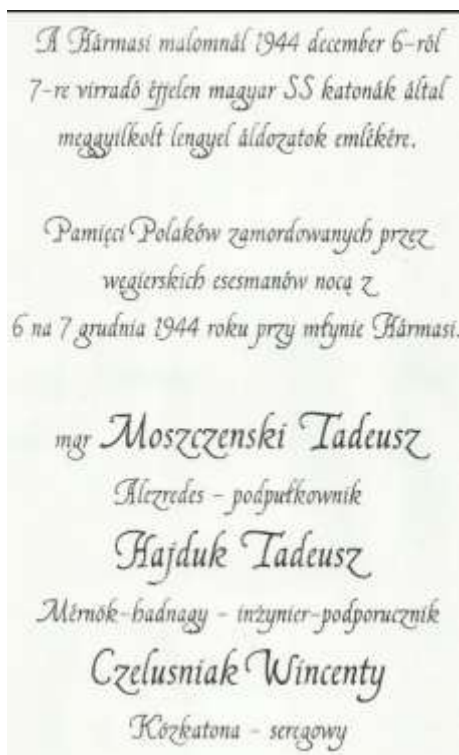 A Hármasi malomnál 1944 december 6-ról
7-re virradó éjjelen magyar SS katonák által
meggyilkolt lengyel áldozatok emlékére.
Pamięci Polaków zamordowanych przez
węgierskich esesmanów nocą z
6 na 7 grudnia 1944 roku przy młynie Hármasi.
mgr Moszczenski Tadeusz
Alezredes - podpułkownik
Hajduk Tadeusz
Mérnök-hadnagy - inżynier-podporucznik
Czelusniak Wincenty
Közkatona - seręgowy